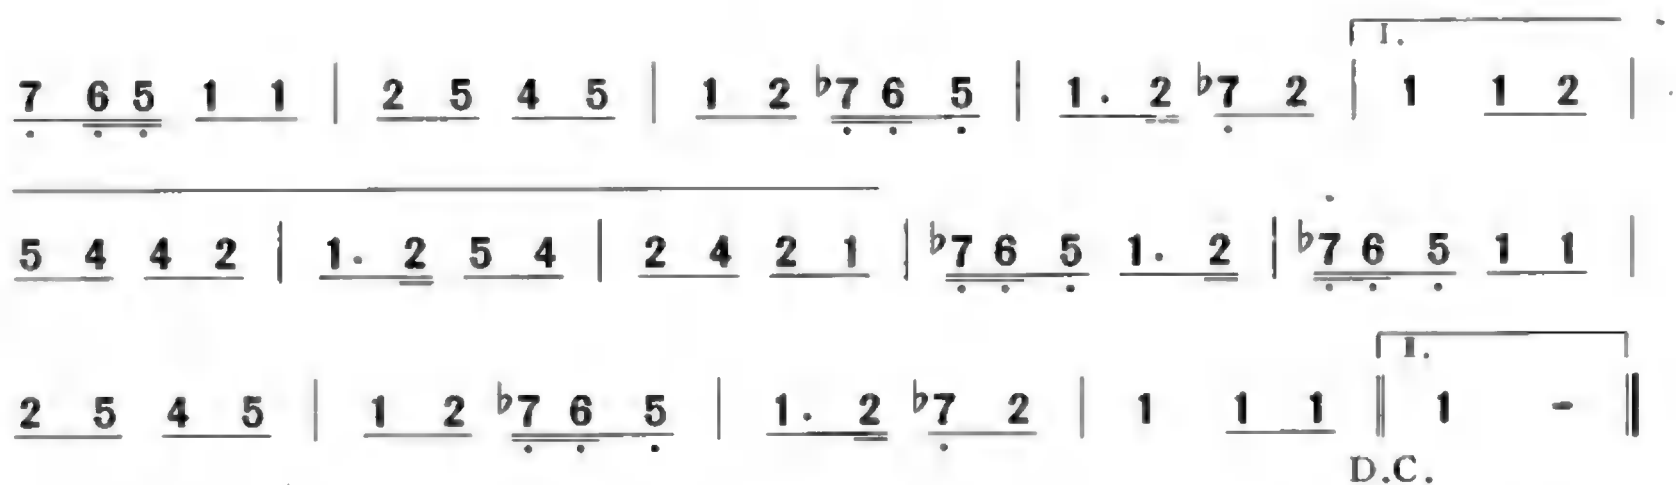 I.
7 6 5 1 1 | 2 5 4 5 | 1 2 ♭7 6 5 | 1. 2 ♭7 2 | 1 1 2 |
5 4 4 2 | 1. 2 5 4 | 2 4 2 1 | ♭7 6 5 1. 2 | ♭7 6 5 1 1 |
I.
2 5 4 5 | 1 2 ♭7 6 5 | 1. 2 ♭7 2 | 1 1 1 || 1 - ||
D.C.